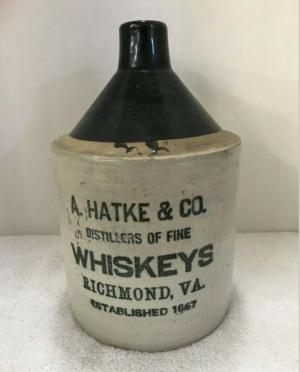 A. HATKE & CO.
DISTILLERS OF FINE
WHISKEYS
RICHMOND, VA.
ESTABLISHED 1867